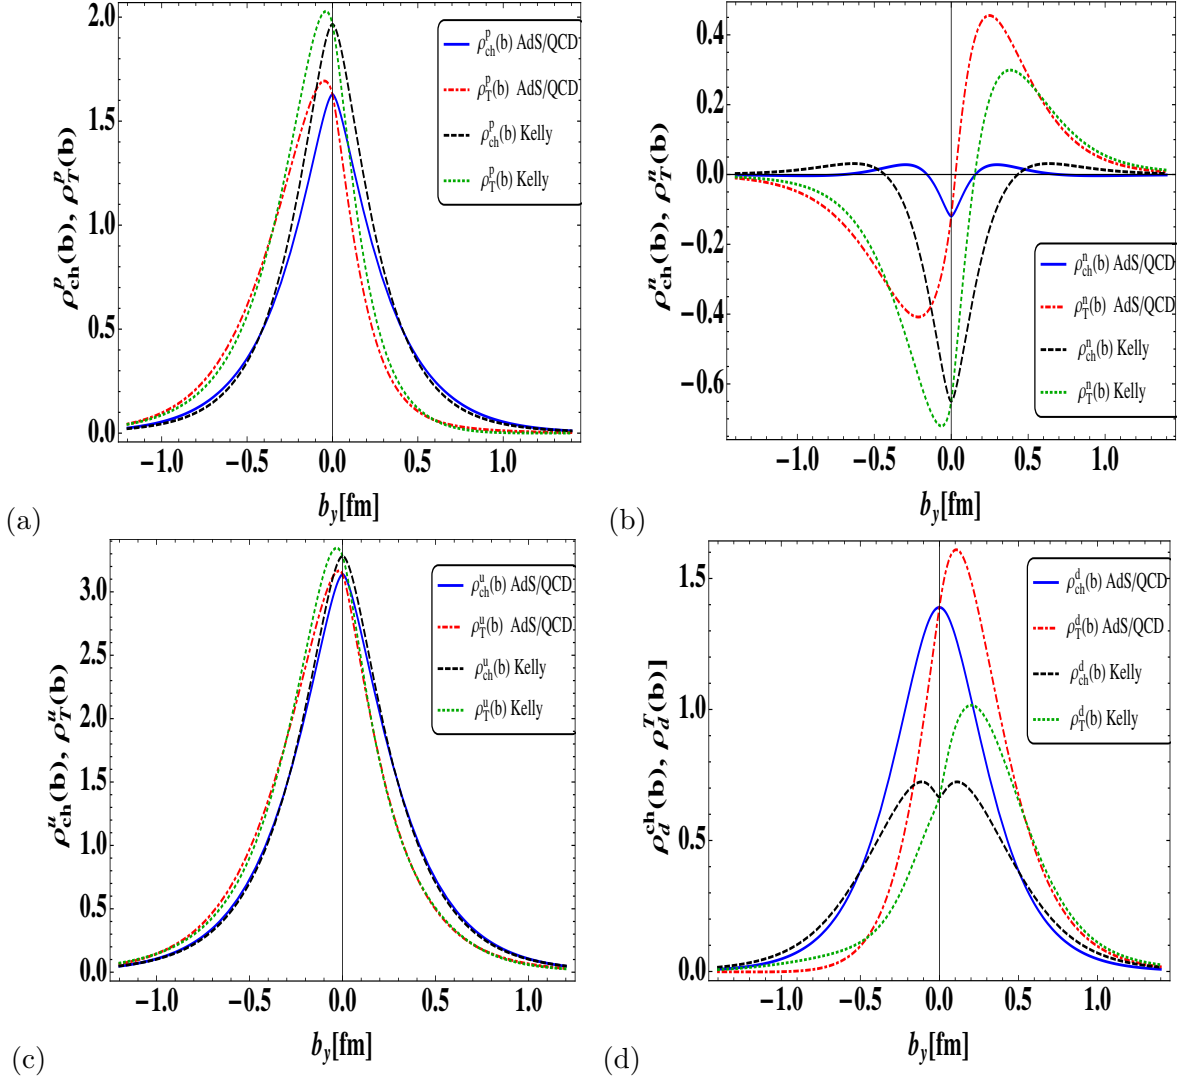 ρ^p_ch(b), ρ^p_T(b)
2.0
1.5
1.0
0.5
0.0
−1.0 −0.5 0.0 0.5 1.0
b_y[fm]
ρ^p_ch(b) AdS/QCD
ρ^p_T(b) AdS/QCD
ρ^p_ch(b) Kelly
ρ^p_T(b) Kelly
(a)
ρ^n_ch(b), ρ^n_T(b)
0.4
0.2
0.0
−0.2
−0.4
−0.6
−1.0 −0.5 0.0 0.5 1.0
b_y[fm]
ρ^n_ch(b) AdS/QCD
ρ^n_T(b) AdS/QCD
ρ^n_ch(b) Kelly
ρ^n_T(b) Kelly
(b)
ρ^u_ch(b), ρ^u_T(b)
3.0
2.5
2.0
1.5
1.0
0.5
0.0
−1.0 −0.5 0.0 0.5 1.0
b_y[fm]
ρ^u_ch(b) AdS/QCD
ρ^u_T(b) AdS/QCD
ρ^u_ch(b) Kelly
ρ^u_T(b) Kelly
(c)
ρ^ch_d(b), ρ^T_d(b)]
1.5
1.0
0.5
0.0
−1.0 −0.5 0.0 0.5 1.0
b_y[fm]
ρ^d_ch(b) AdS/QCD
ρ^d_T(b) AdS/QCD
ρ^d_ch(b) Kelly
ρ^d_T(b) Kelly
(d)